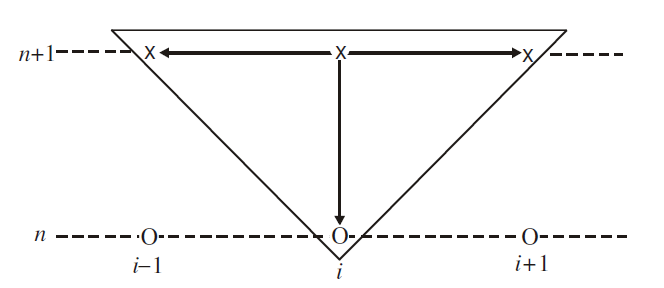 n+1 X X X
n O O O
i–1 i i+1